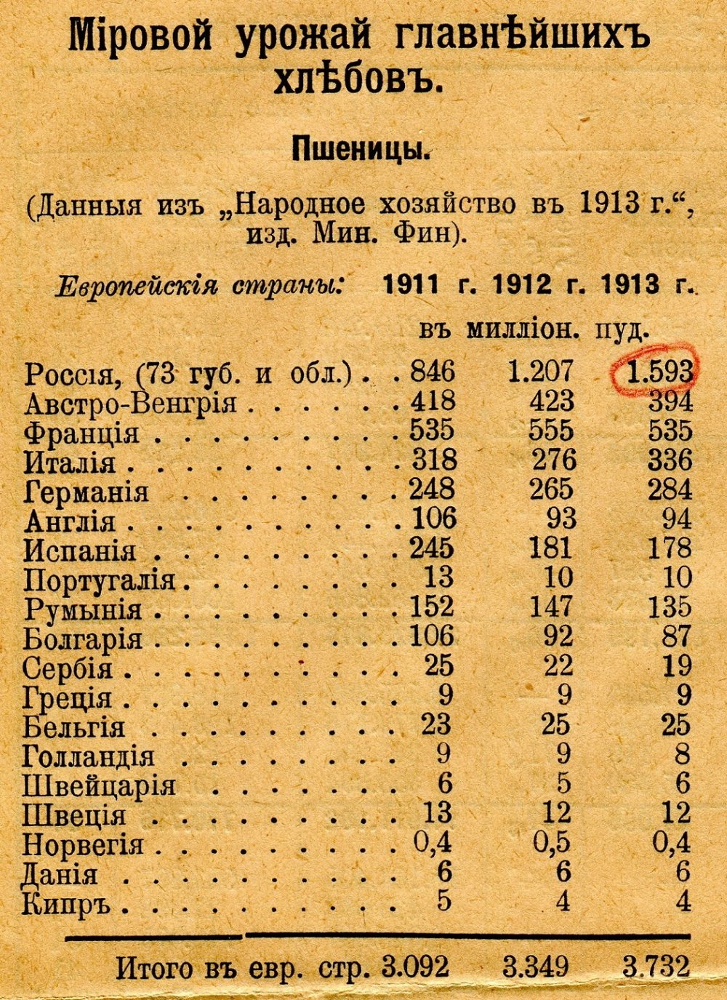 Міровой урожай главнѣйшихъ
хлѣбовъ.
Пшеницы.
(Данныя изъ „Народное хозяйство въ 1913 г.“,
изд. Мин. Фин).
Европейскія страны: 1911 г. 1912 г. 1913 г.
въ милліон. пуд.
Россія, (73 губ. и обл.) . . 846 1.207 1.593
Австро-Венгрія . . . . . . 418 423 394
Франція . . . . . . . . . 535 555 535
Италія . . . . . . . . . . 318 276 336
Германія . . . . . . . . 248 265 284
Англія . . . . . . . . . . 106 93 94
Испанія . . . . . . . . . 245 181 178
Португалія . . . . . . . . 13 10 10
Румынія . . . . . . . . . 152 147 135
Болгарія . . . . . . . . . 106 92 87
Сербія . . . . . . . . . . 25 22 19
Греція . . . . . . . . . . 9 9 9
Бельгія . . . . . . . . . 23 25 25
Голландія . . . . . . . . 9 9 8
Швейцарія . . . . . . . 6 5 6
Швеція . . . . . . . . . 13 12 12
Норвегія . . . . . . . . . 0,4 0,5 0,4
Данія . . . . . . . . . . 6 6 6
Кипръ . . . . . . . . . . 5 4 4
Итого въ евр. стр. 3.092 3.349 3.732